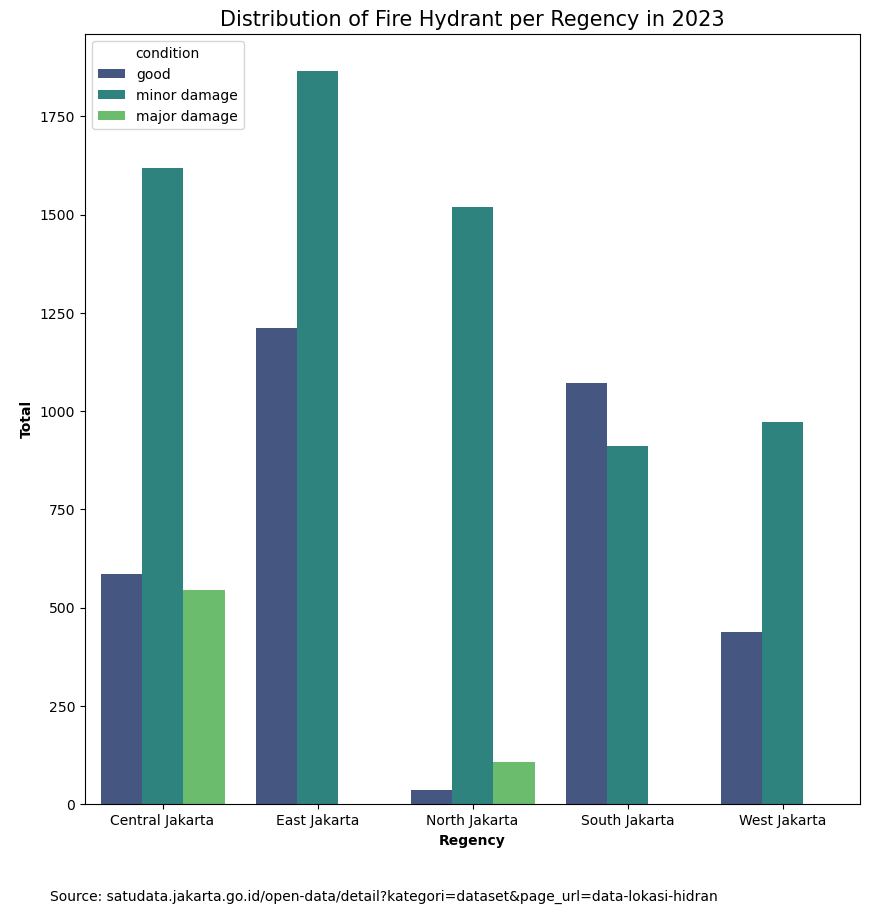 Distribution of Fire Hydrant per Regency in 2023
condition
good
minor damage
major damage
1750
1500
1250
1000
750
500
250
0
Total
Central Jakarta
East Jakarta
North Jakarta
South Jakarta
West Jakarta
Regency
Source: satudata.jakarta.go.id/open-data/detail?kategori=dataset&page_url=data-lokasi-hidran